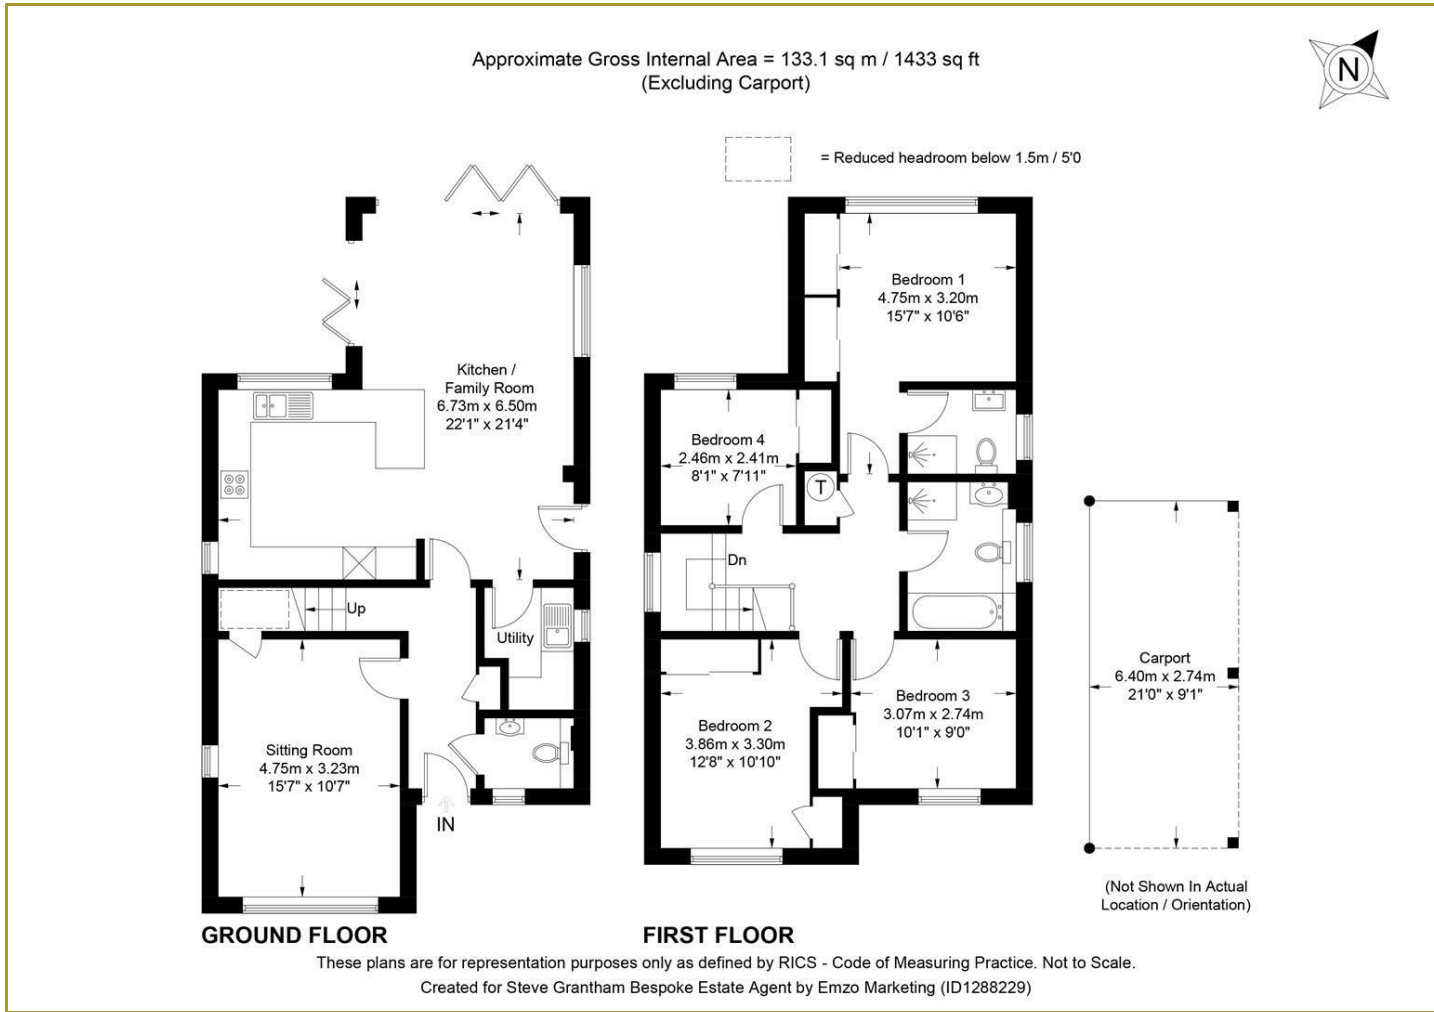 Approximate Gross Internal Area = 133.1 sq m / 1433 sq ft
(Excluding Carport)
N
= Reduced headroom below 1.5m / 5'0
Kitchen /
Family Room
6.73m x 6.50m
22'1" x 21'4"
Up
Utility
Sitting Room
4.75m x 3.23m
15'7" x 10'7"
IN
GROUND FLOOR
Bedroom 1
4.75m x 3.20m
15'7" x 10'6"
Bedroom 4
2.46m x 2.41m
8'1" x 7'11"
T
Dn
Bedroom 2
3.86m x 3.30m
12'8" x 10'10"
Bedroom 3
3.07m x 2.74m
10'1" x 9'0"
FIRST FLOOR
Carport
6.40m x 2.74m
21'0" x 9'1"
(Not Shown In Actual
Location / Orientation)
These plans are for representation purposes only as defined by RICS - Code of Measuring Practice. Not to Scale.
Created for Steve Grantham Bespoke Estate Agent by Emzo Marketing (ID1288229)